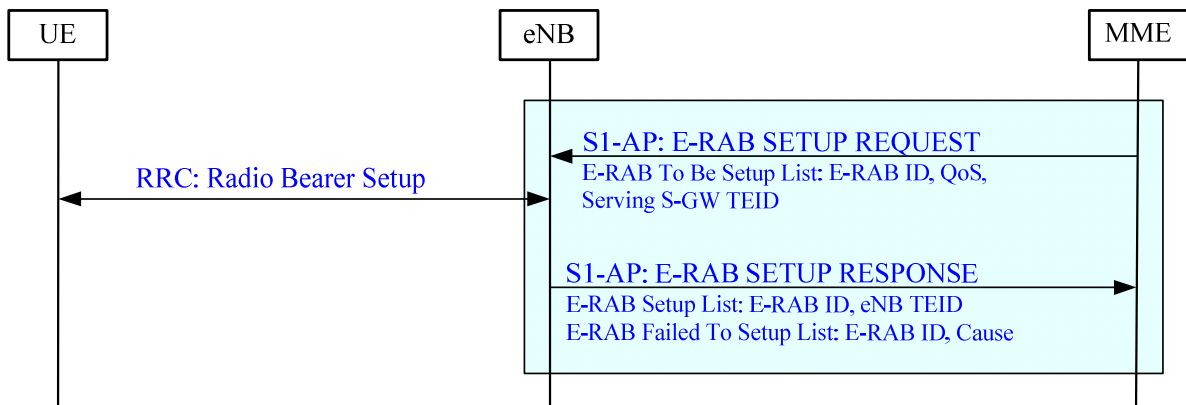 UE
eNB
MME
S1-AP: E-RAB SETUP REQUEST
E-RAB To Be Setup List: E-RAB ID, QoS,
Serving S-GW TEID
RRC: Radio Bearer Setup
S1-AP: E-RAB SETUP RESPONSE
E-RAB Setup List: E-RAB ID, eNB TEID
E-RAB Failed To Setup List: E-RAB ID, Cause